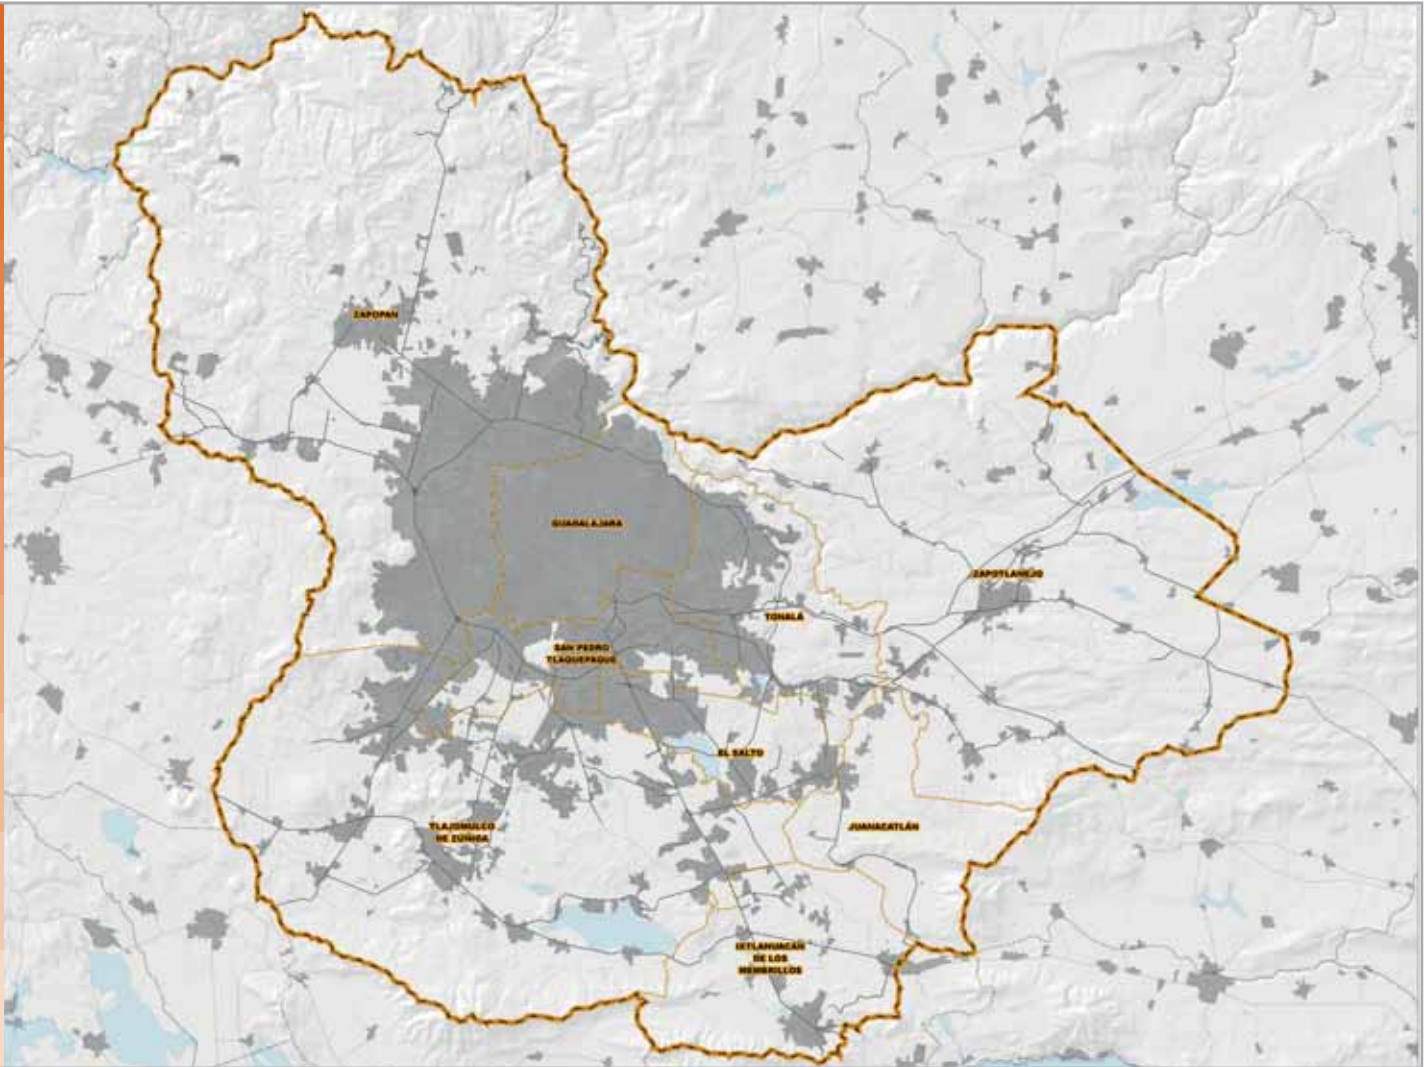 ZAPOPAN
GUADALAJARA
ZAPOTLANEJO
TONALÁ
SAN PEDRO
TLAQUEPAQUE
EL SALTO
TLAJOMULCO
DE ZÚÑIGA
JUANACATLÁN
IXTLAHUACÁN
DE LOS
MEMBRILLOS